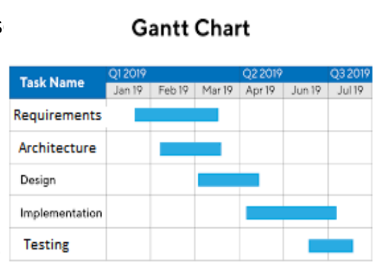 s
Gantt Chart
Task Name
Q1 2019 Q2 2019 Q3 2019
Jan 19 Feb 19 Mar 19 Apr 19 Jun 19 Jul 19
Requirements
Architecture
Design
Implementation
Testing